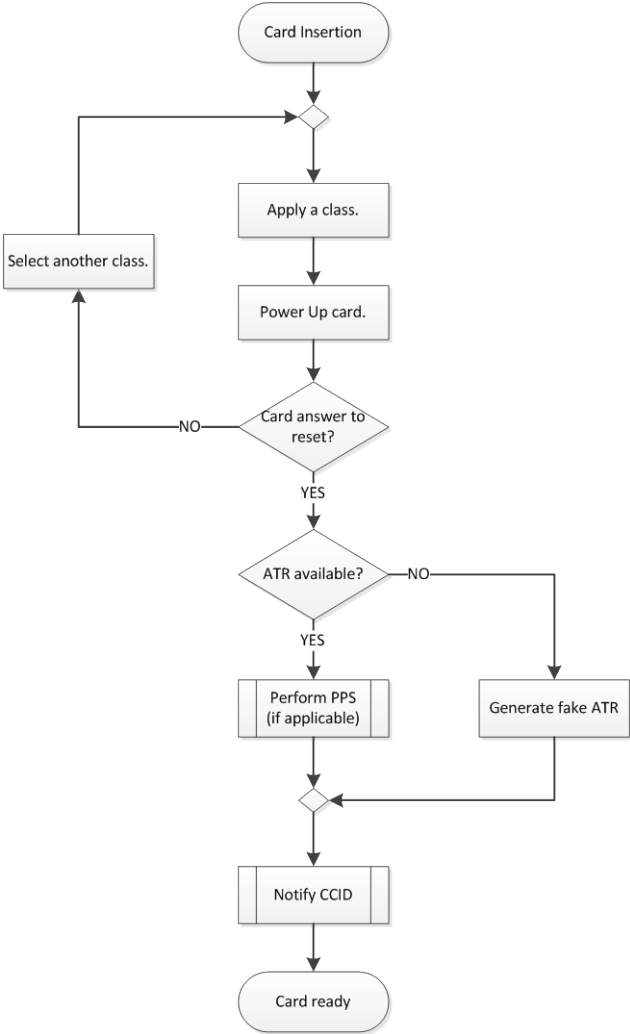 Card Insertion
Apply a class.
Select another class.
Power Up card.
Card answer to
reset?
NO
YES
ATR available?
NO
YES
Perform PPS
(if applicable)
Generate fake ATR
Notify CCID
Card ready